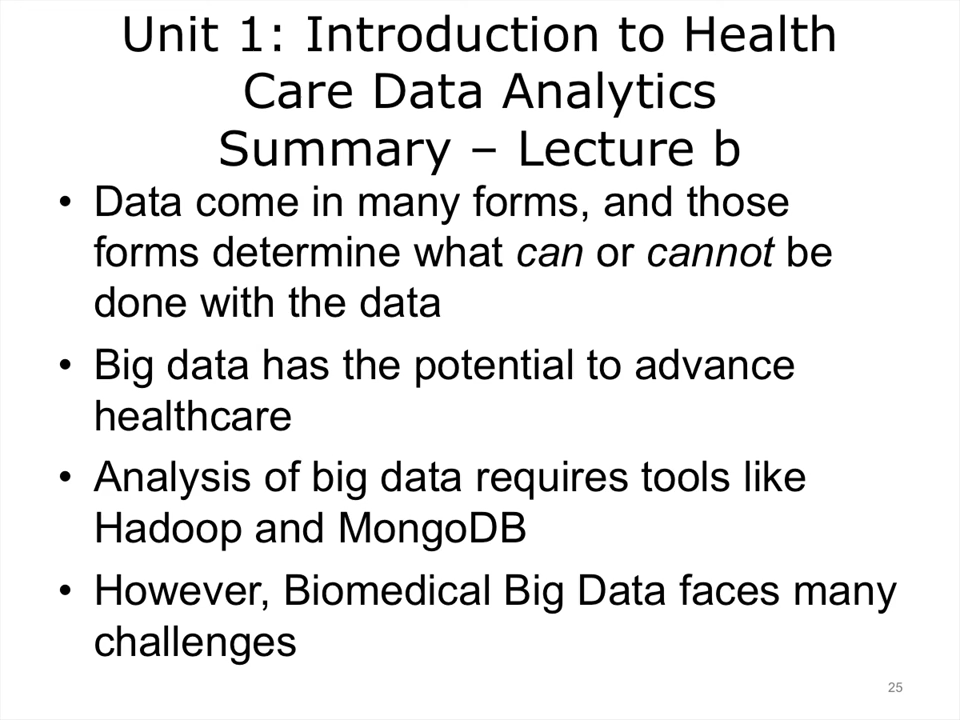 Unit 1: Introduction to Health
Care Data Analytics
Summary – Lecture b
• Data come in many forms, and those
forms determine what can or cannot be
done with the data
• Big data has the potential to advance
healthcare
• Analysis of big data requires tools like
Hadoop and MongoDB
• However, Biomedical Big Data faces many
challenges
25